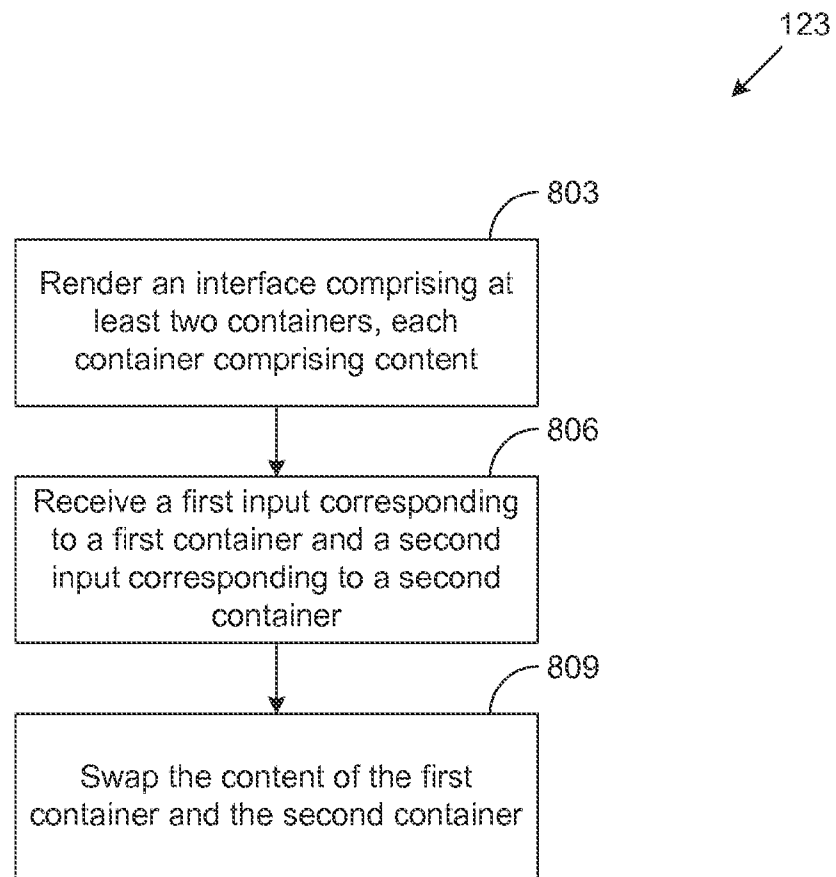 123
803
Render an interface comprising at
least two containers, each
container comprising content
806
Receive a first input corresponding
to a first container and a second
input corresponding to a second
container
809
Swap the content of the first
container and the second container